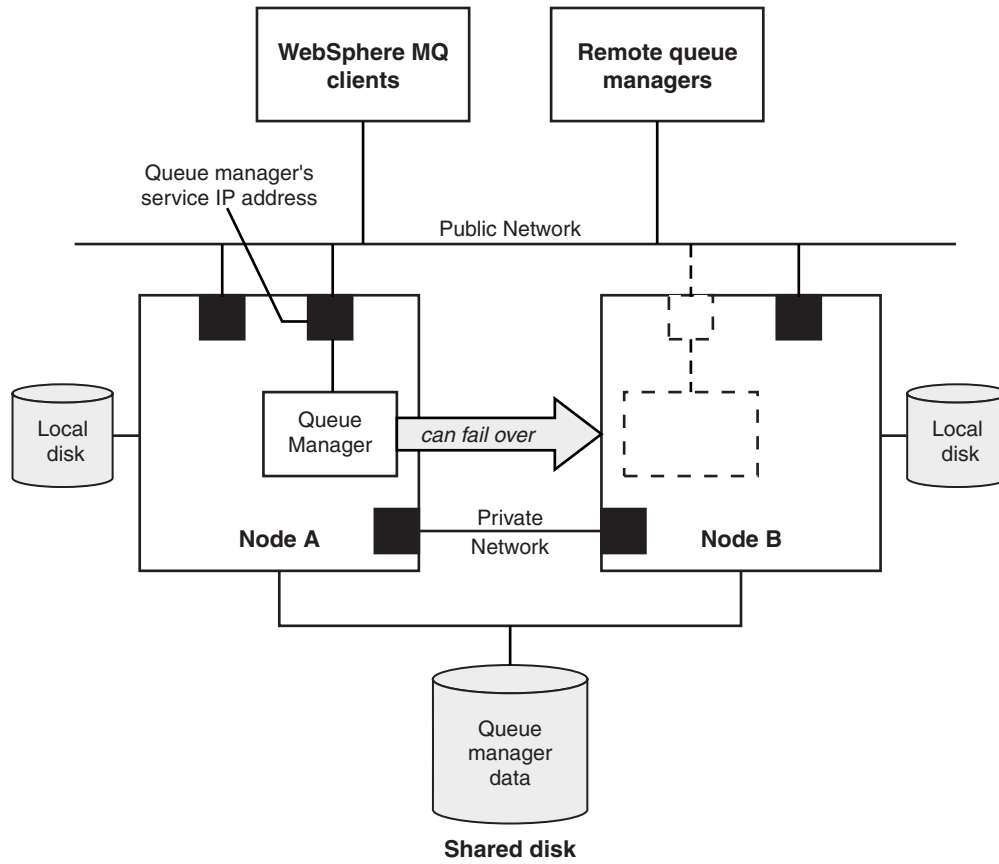 WebSphere MQ
clients
Remote queue
managers
Queue manager's
service IP address
Public Network
Local
disk
Queue
Manager
can fail over
Local
disk
Node A
Private
Network
Node B
Queue
manager
data
Shared disk